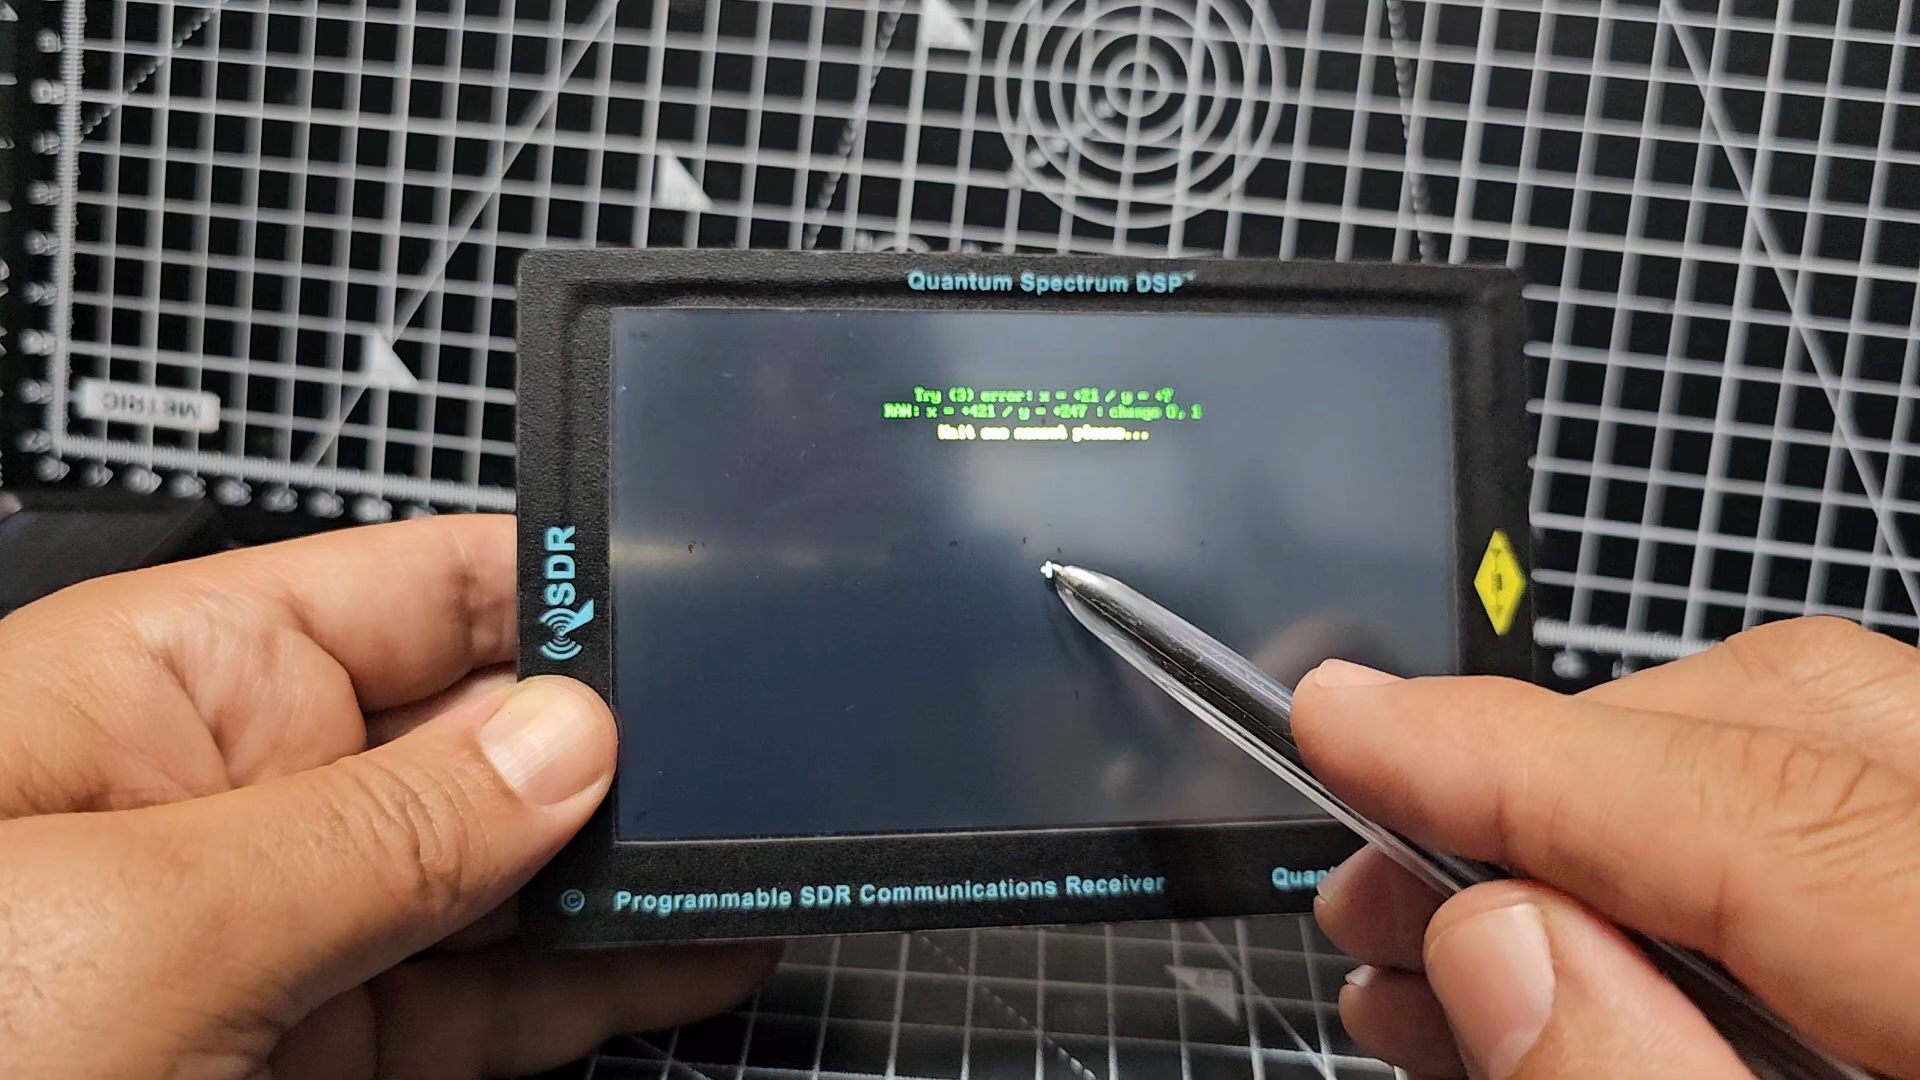 METRIC
Quantum Spectrum DSP™
Try (3) error: x = +21 / y = +7
RAW: x = +421 / y = +247 : change 0, 1
Wait one moment please...
SDR
© Programmable SDR Communications Receiver